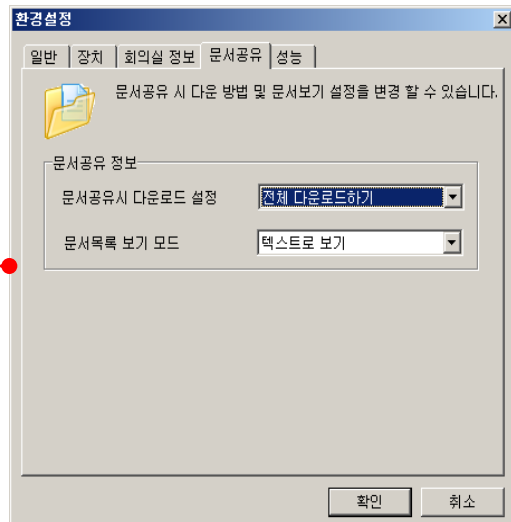 환경설정
일반 장치 회의실 정보 문서공유 성능
문서공유 시 다운 방법 및 문서보기 설정을 변경 할 수 있습니다.
문서공유 정보
문서공유시 다운로드 설정 전체 다운로드하기
문서목록 보기 모드 텍스트로 보기
확인 취소